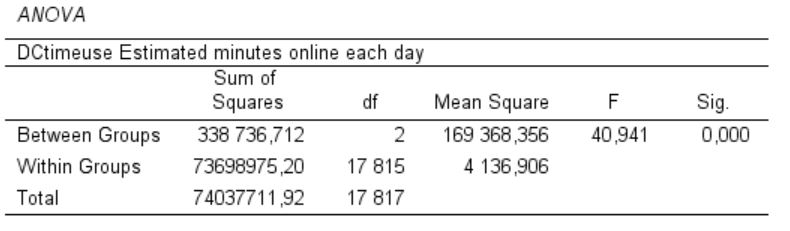 ANOVA
DCtimeuse Estimated minutes online each day
Sum of
Squares df Mean Square F Sig.
Between Groups 338 736,712 2 169 368,356 40,941 0,000
Within Groups 73698975,20 17 815 4 136,906
Total 74037711,92 17 817